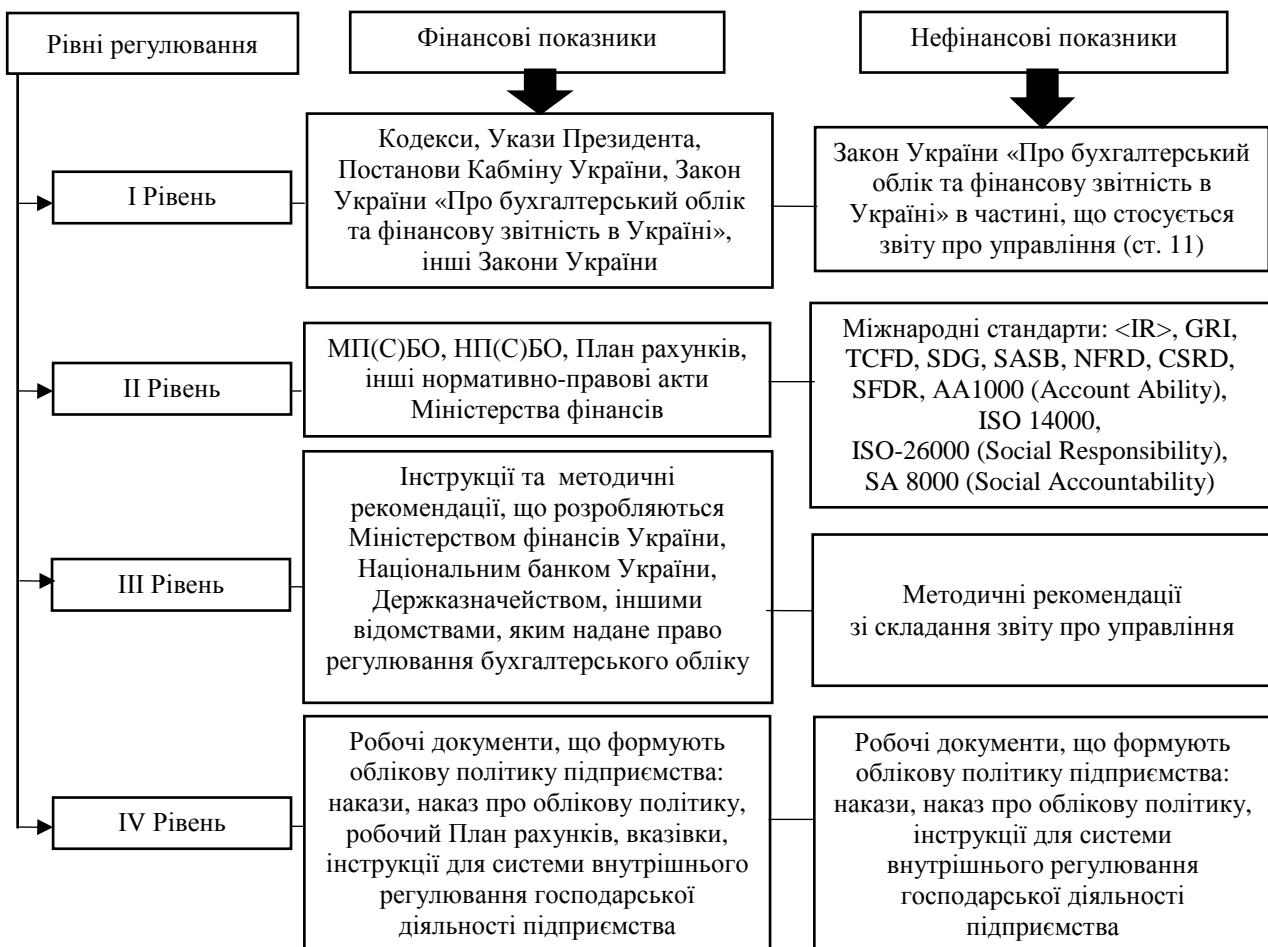 Рівні регулювання
Фінансові показники
Нефінансові показники
I Рівень
Кодекси, Укази Президента,
Постанови Кабміну України, Закон
України «Про бухгалтерський облік
та фінансову звітність в Україні»,
інші Закони України
Закон України «Про бухгалтерський
облік та фінансову звітність в
Україні» в частині, що стосується
звіту про управління (ст. 11)
II Рівень
МП(С)БО, НП(С)БО, План рахунків,
інші нормативно-правові акти
Міністерства фінансів
Міжнародні стандарти: <IR>, GRI,
TCFD, SDG, SASB, NFRD, CSRD,
SFDR, AA1000 (Account Ability),
ISO 14000,
ISO-26000 (Social Responsibility),
SA 8000 (Social Accountability)
III Рівень
Інструкції та методичні
рекомендації, що розробляються
Міністерством фінансів України,
Національним банком України,
Держказначейством, іншими
відомствами, яким надане право
регулювання бухгалтерського обліку
Методичні рекомендації
зі складання звіту про управління
IV Рівень
Робочі документи, що формують
облікову політику підприємства:
накази, наказ про облікову політику,
робочий План рахунків, вказівки,
інструкції для системи внутрішнього
регулювання господарської
діяльності підприємства
Робочі документи, що формують
облікову політику підприємства:
накази, наказ про облікову політику,
інструкції для системи
внутрішнього регулювання
господарської діяльності
підприємства